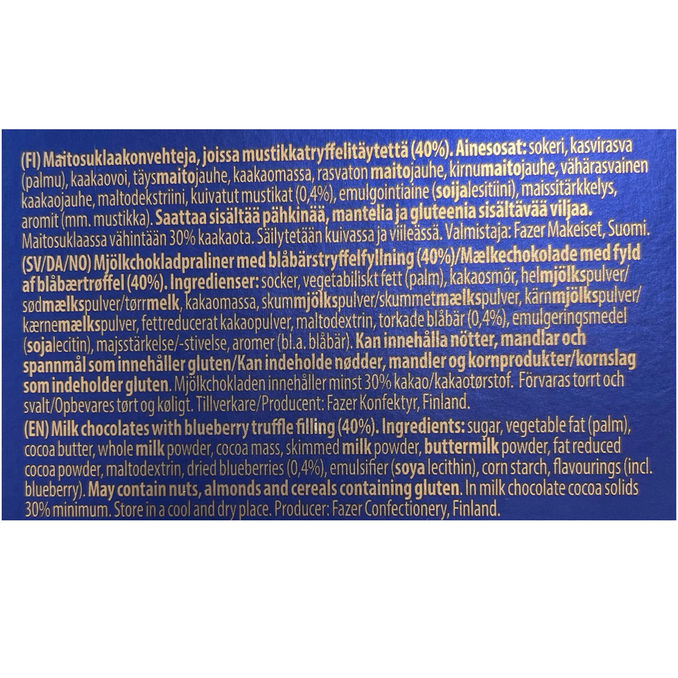 (FI) Maitosuklaakonvehteja, joissa mustikkatryffelitäytettä (40%). Ainesosat: sokeri, kasvirasva
(palmu), kaakaovoi, täysmaitojauhe, kaakaomassa, rasvaton maitojauhe, kirnumaitojauhe, vähärasvainen
kaakaojauhe, maltodekstriini, kuivatut mustikat (0,4%), emulgointiaine (soijalesitiini), maissitärkkelys,
aromit (mm. mustikka). Saattaa sisältää pähkinää, mantelia ja gluteenia sisältävää viljaa.
Maitosuklaassa vähintään 30% kaakaota. Säilytetään kuivassa ja viileässä. Valmistaja: Fazer Makeiset, Suomi.
(SV/DA/NO) Mjölkchokladpraliner med blåbärstryffelfyllning (40%)/Mælkechokolade med fyld
af blåbærtrøffel (40%). Ingredienser: socker, vegetabiliskt fett (palm), kakaosmör, helmjölkspulver/
sødmælkspulver/tørrmelk, kakaomassa, skummjölkspulver/skummetmælkspulver, kärnmjölkspulver/
kærnemælkspulver, fettreducerat kakaopulver, maltodextrin, torkade blåbär (0,4%), emulgeringsmedel
(sojalecitin), majsstärkelse/-stivelse, aromer (bl.a. blåbär). Kan innehålla nötter, mandlar och
spannmål som innehåller gluten/Kan indeholde nødder, mandler og kornprodukter/kornslag
som indeholder gluten. Mjölkchokladen innehåller minst 30% kakao/kakaotørstof. Förvaras torrt och
svalt/Opbevares tørt og køligt. Tillverkare/Producent: Fazer Konfektyr, Finland.
(EN) Milk chocolates with blueberry truffle filling (40%). Ingredients: sugar, vegetable fat (palm),
cocoa butter, whole milk powder, cocoa mass, skimmed milk powder, buttermilk powder, fat reduced
cocoa powder, maltodextrin, dried blueberries (0,4%), emulsifier (soya lecithin), corn starch, flavourings (incl.
blueberry). May contain nuts, almonds and cereals containing gluten. In milk chocolate cocoa solids
30% minimum. Store in a cool and dry place. Producer: Fazer Confectionery, Finland.